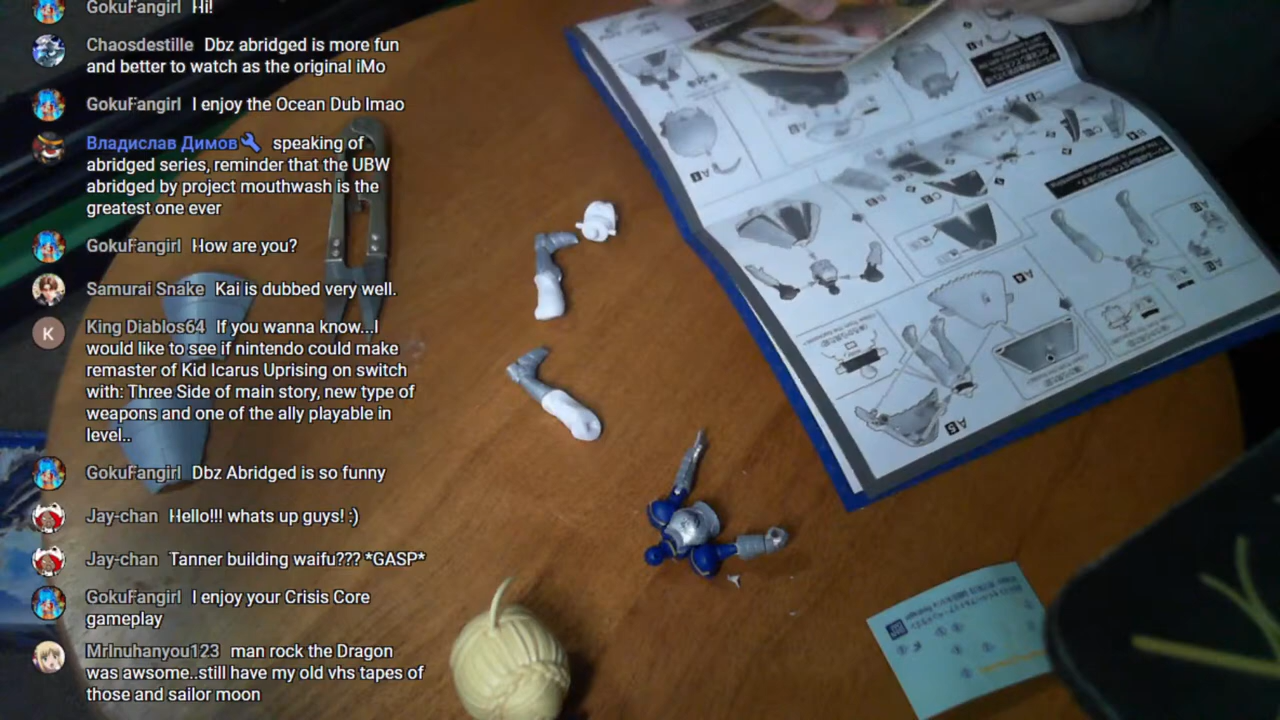 GokuFangirl Hi!
Chaosdestille Dbz abridged is more fun
and better to watch as the original iMo
GokuFangirl I enjoy the Ocean Dub lmao
Владислав Димов speaking of
abridged series, reminder that the UBW
abridged by project mouthwash is the
greatest one ever
GokuFangirl How are you?
Samurai Snake Kai is dubbed very well.
K
King Diablos64 If you wanna know...I
would like to see if nintendo could make
remaster of Kid Icarus Uprising on switch
with: Three Side of main story, new type of
weapons and one of the ally playable in
level..
GokuFangirl Dbz Abridged is so funny
Jay-chan Hello!!! whats up guys! :)
Jay-chan Tanner building waifu??? *GASP*
GokuFangirl I enjoy your Crisis Core
gameplay
MrInuhanyou123 man rock the Dragon
was awsome..still have my old vhs tapes of
those and sailor moon